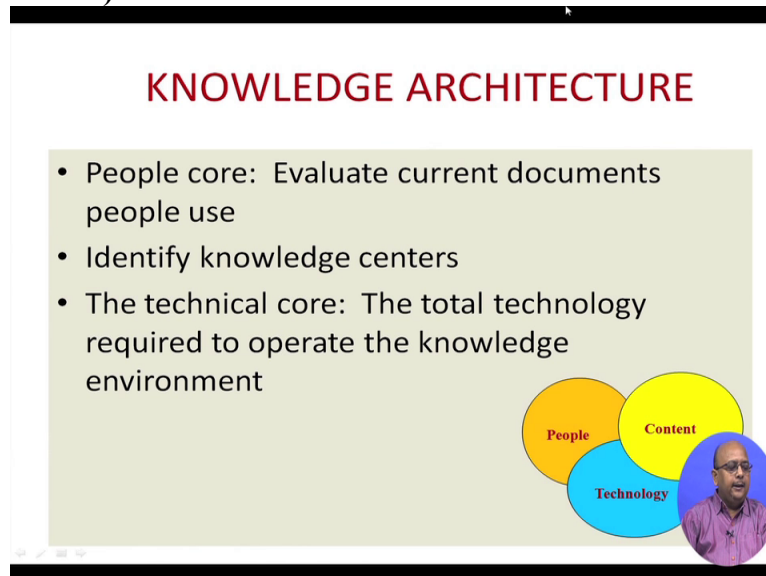 KNOWLEDGE ARCHITECTURE
• People core: Evaluate current documents
people use
• Identify knowledge centers
• The technical core: The total technology
required to operate the knowledge
environment
People
Content
Technology